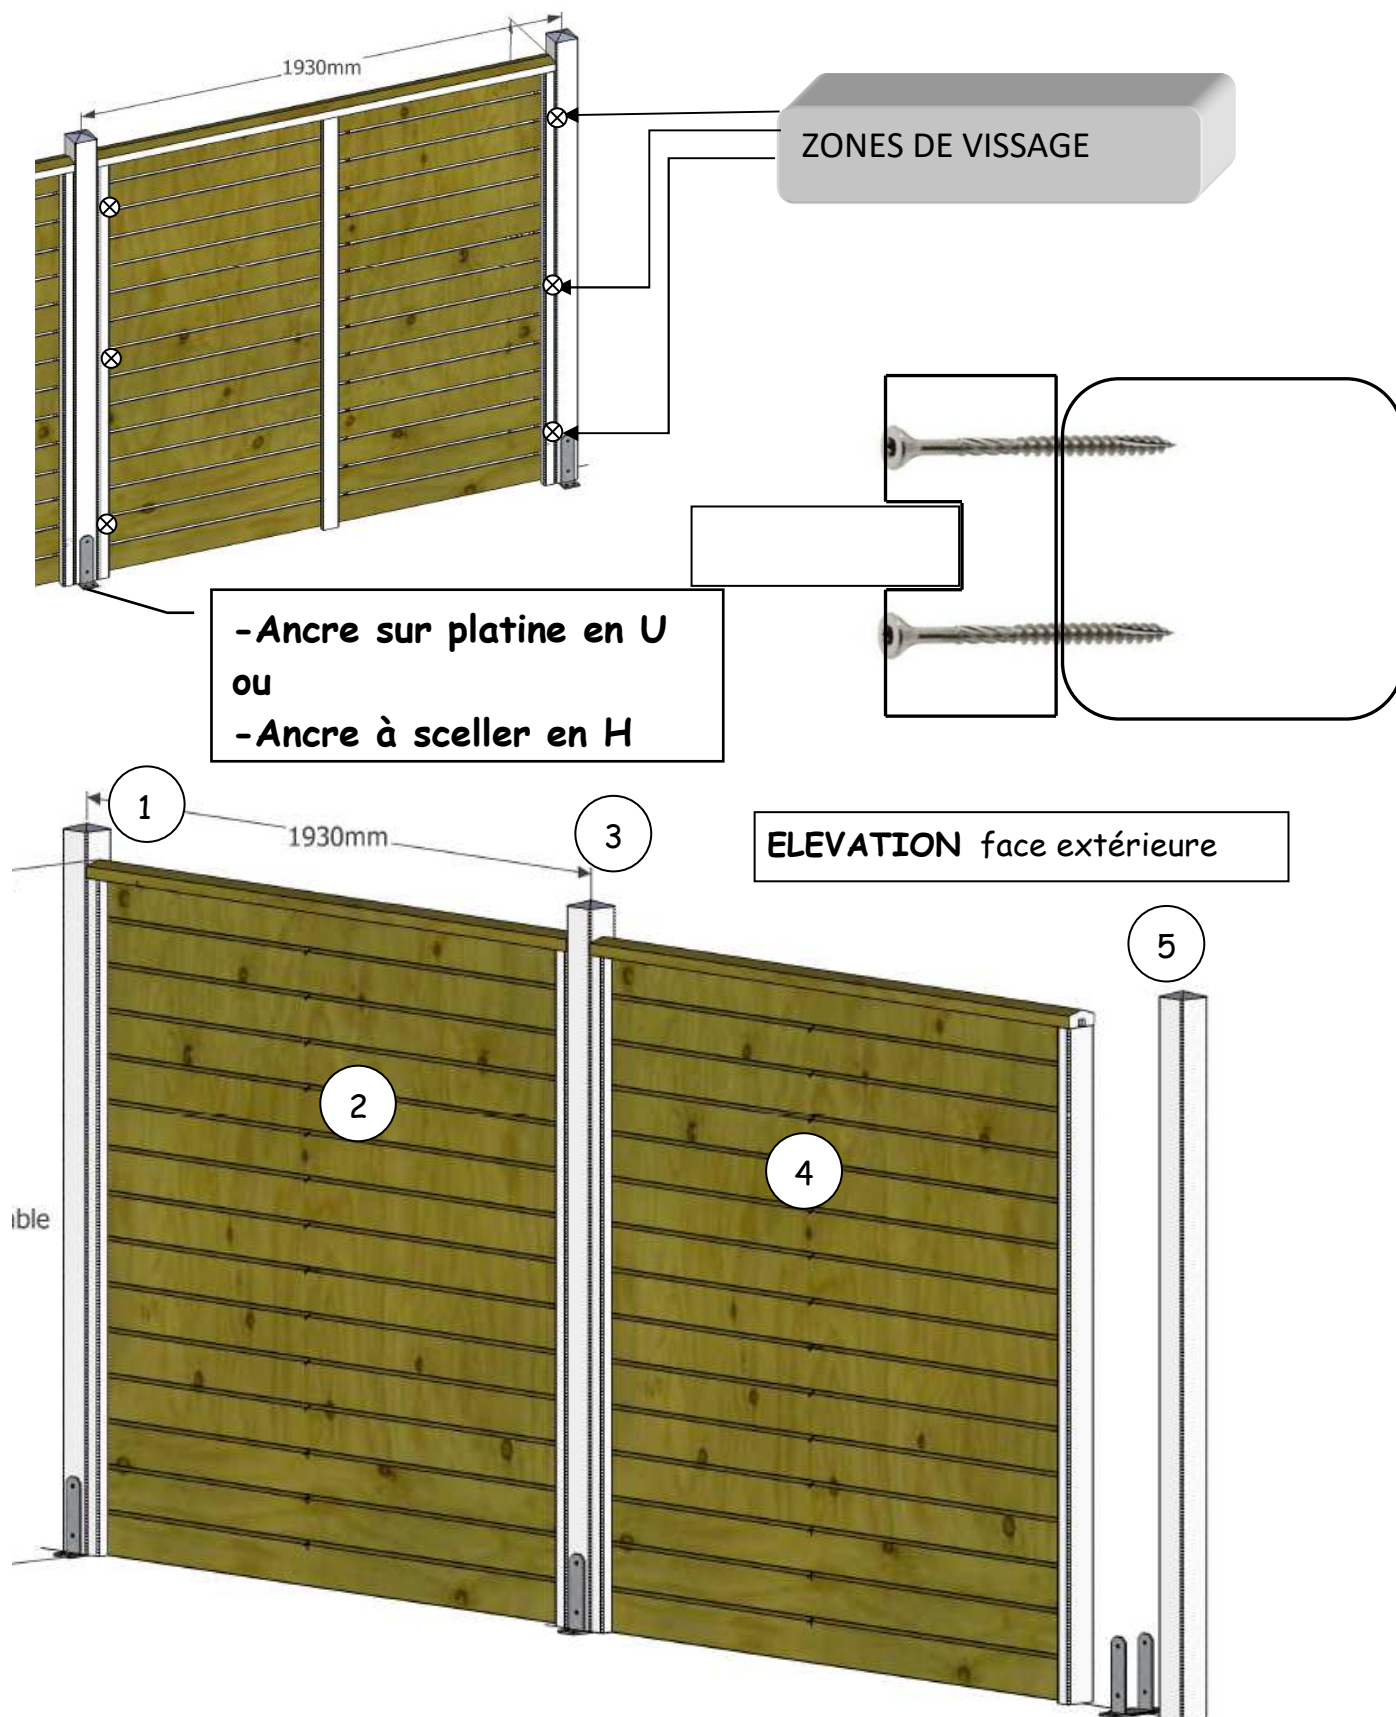 1930mm
ZONES DE VISSAGE
-Ancre sur platine en U
ou
-Ancre à sceller en H
1
1930mm
3
ELEVATION face extérieure
5
2
4